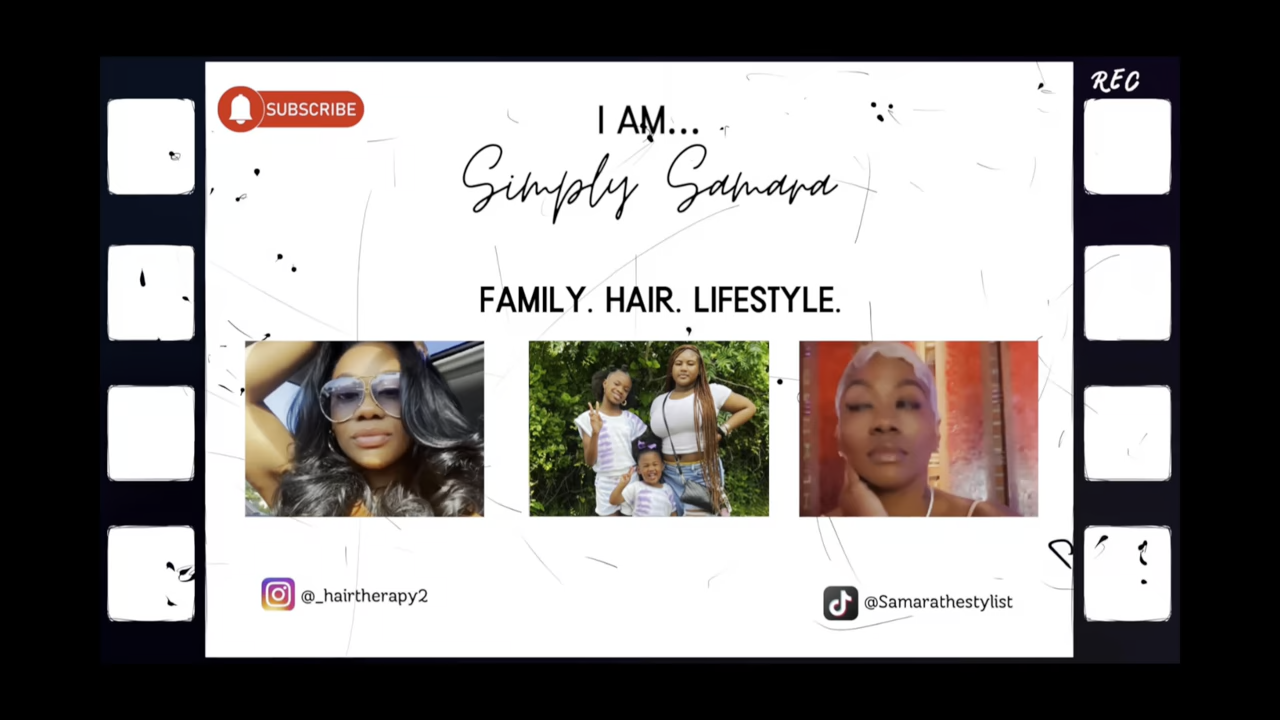 REC
SUBSCRIBE
I AM...
Simply Samara
FAMILY. HAIR. LIFESTYLE.
@_hairtherapy2
@Samarathestylist